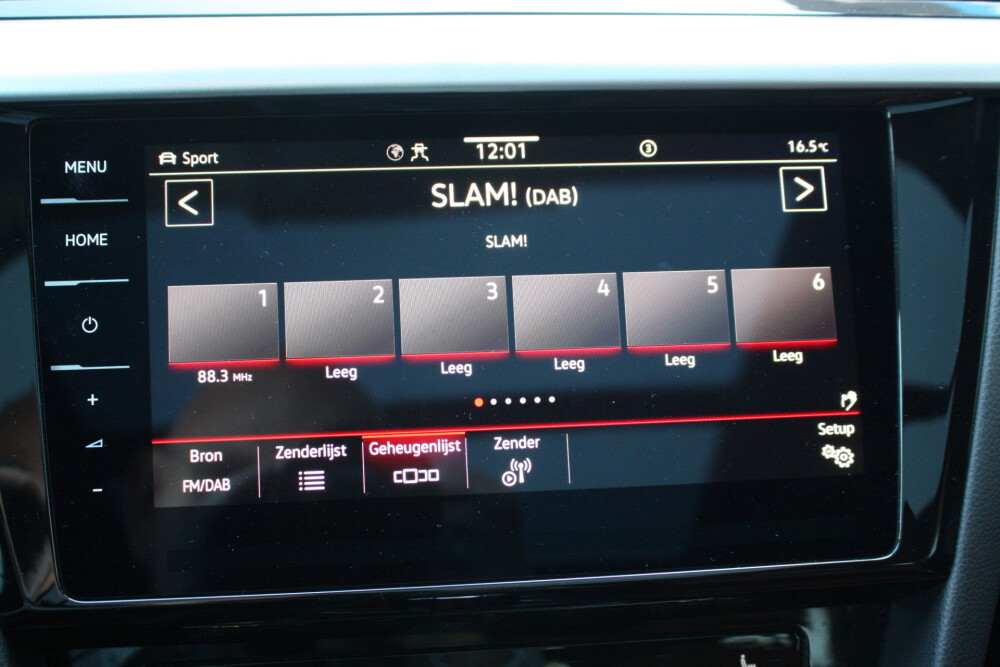 MENU
HOME
+
-
Sport
12:01
3
16.5°C
<
SLAM! (DAB)
>
SLAM!
1
2
3
4
5
6
88.3 MHz
Leeg
Leeg
Leeg
Leeg
Leeg
Bron
FM/DAB
Zenderlijst
Geheugenlijst
Zender
Setup